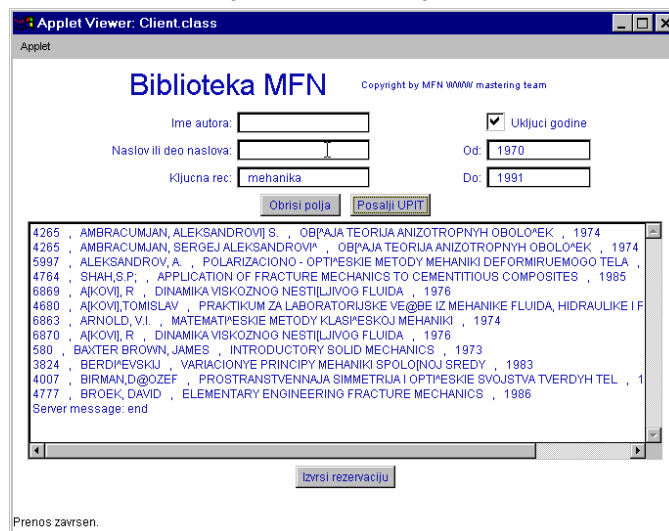 Applet Viewer: Client.class
Applet
Biblioteka MFN Copyright by MFN WWW mastering team
Ime autora: Ukljuci godine
Naslov ili deo naslova: Od: 1970
Kljucna rec: mehanika Do: 1991
Obrisi polja Posalji UPIT
4265 , AMBRACUMJAN, ALEKSANDROVI] S. , OB[^AJA TEORIJA ANIZOTROPNYH OBOLO^EK , 1974
4265 , AMBRACUMJAN, SERGEJ ALEKSANDROVI^ , OB[^AJA TEORIJA ANIZOTROPNYH OBOLO^EK , 1974
5997 , ALEKSANDROV, A. , POLARIZACIONO - OPTI^ESKIE METODY MEHANIKI DEFORMIRUEMOGO TELA ,
4764 , SHAH,S.P; , APPLICATION OF FRACTURE MECHANICS TO CEMENTITIOUS COMPOSITES , 1985
6869 , A[KOVI], R , DINAMIKA VISKOZNOG NESTI[LJIVOG FLUIDA , 1976
4680 , A[KOVI],TOMISLAV , PRAKTIKUM ZA LABORATORIJSKE VE@BE IZ MEHANIKE FLUIDA, HIDRAULIKE I F
6863 , ARNOLD, V.I. , MATEMATI^ESKIE METODY KLASI^ESKOJ MEHANIKI , 1974
6870 , A[KOVI], R , DINAMIKA VISKOZNOG NESTI[LJIVOG FLUIDA , 1976
580 , BAXTER BROWN, JAMES , INTRODUCTORY SOLID MECHANICS , 1973
3824 , BERDI^EVSKIJ , VARIACIONYE PRINCIPY MEHANIKI SPOLO[NOJ SREDY , 1983
4007 , BIRMAN,D@OZEF , PROSTRANSTVENNAJA SIMMETRIJA I OPTI^ESKIE SVOJSTVA TVERDYH TEL , 1
4777 , BROEK, DAVID , ELEMENTARY ENGINEERING FRACTURE MECHANICS , 1986
Server message: end
Izvrsi rezervaciju
Prenos zavrsen.